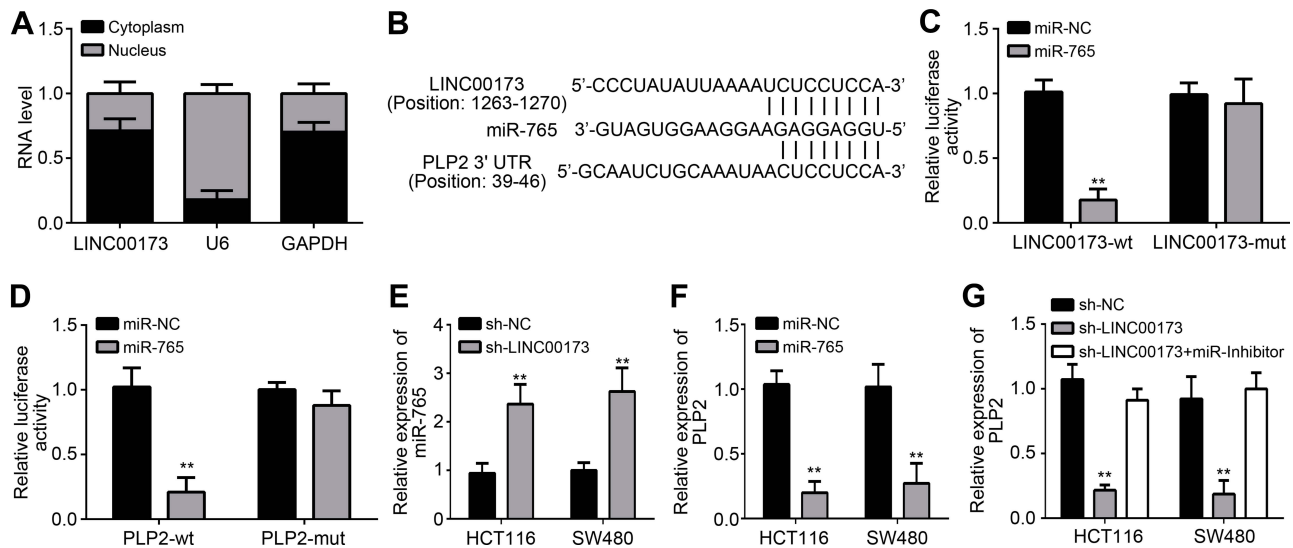 A
1.5
1.0
0.5
0.0
RNA level
Cytoplasm
Nucleus
LINC00173
U6
GAPDH
B
LINC00173
(Position: 1263-1270)
5’-CCCUAUAUUAAAAUCUCCUCCA-3’
miR-765
3’-GUAGUGGAAGGAAGAGGAGGU-5’
PLP2 3’ UTR
(Position: 39-46)
5’-GCAAUCUGCAAAUAACUCCUCCA-3’
C
1.5
1.0
0.5
0.0
Relative luciferase
activity
miR-NC
miR-765
**
LINC00173-wt
LINC00173-mut
D
1.5
1.0
0.5
0.0
Relative luciferase
activity
miR-NC
miR-765
**
PLP2-wt
PLP2-mut
E
4
3
2
1
0
Relative expression of
miR-765
sh-NC
sh-LINC00173
**
**
HCT116
SW480
F
1.5
1.0
0.5
0.0
Relative expression of
PLP2
miR-NC
miR-765
**
**
HCT116
SW480
G
1.5
1.0
0.5
0.0
Relative expression of
PLP2
sh-NC
sh-LINC00173
sh-LINC00173+miR-Inhibitor
**
**
HCT116
SW480